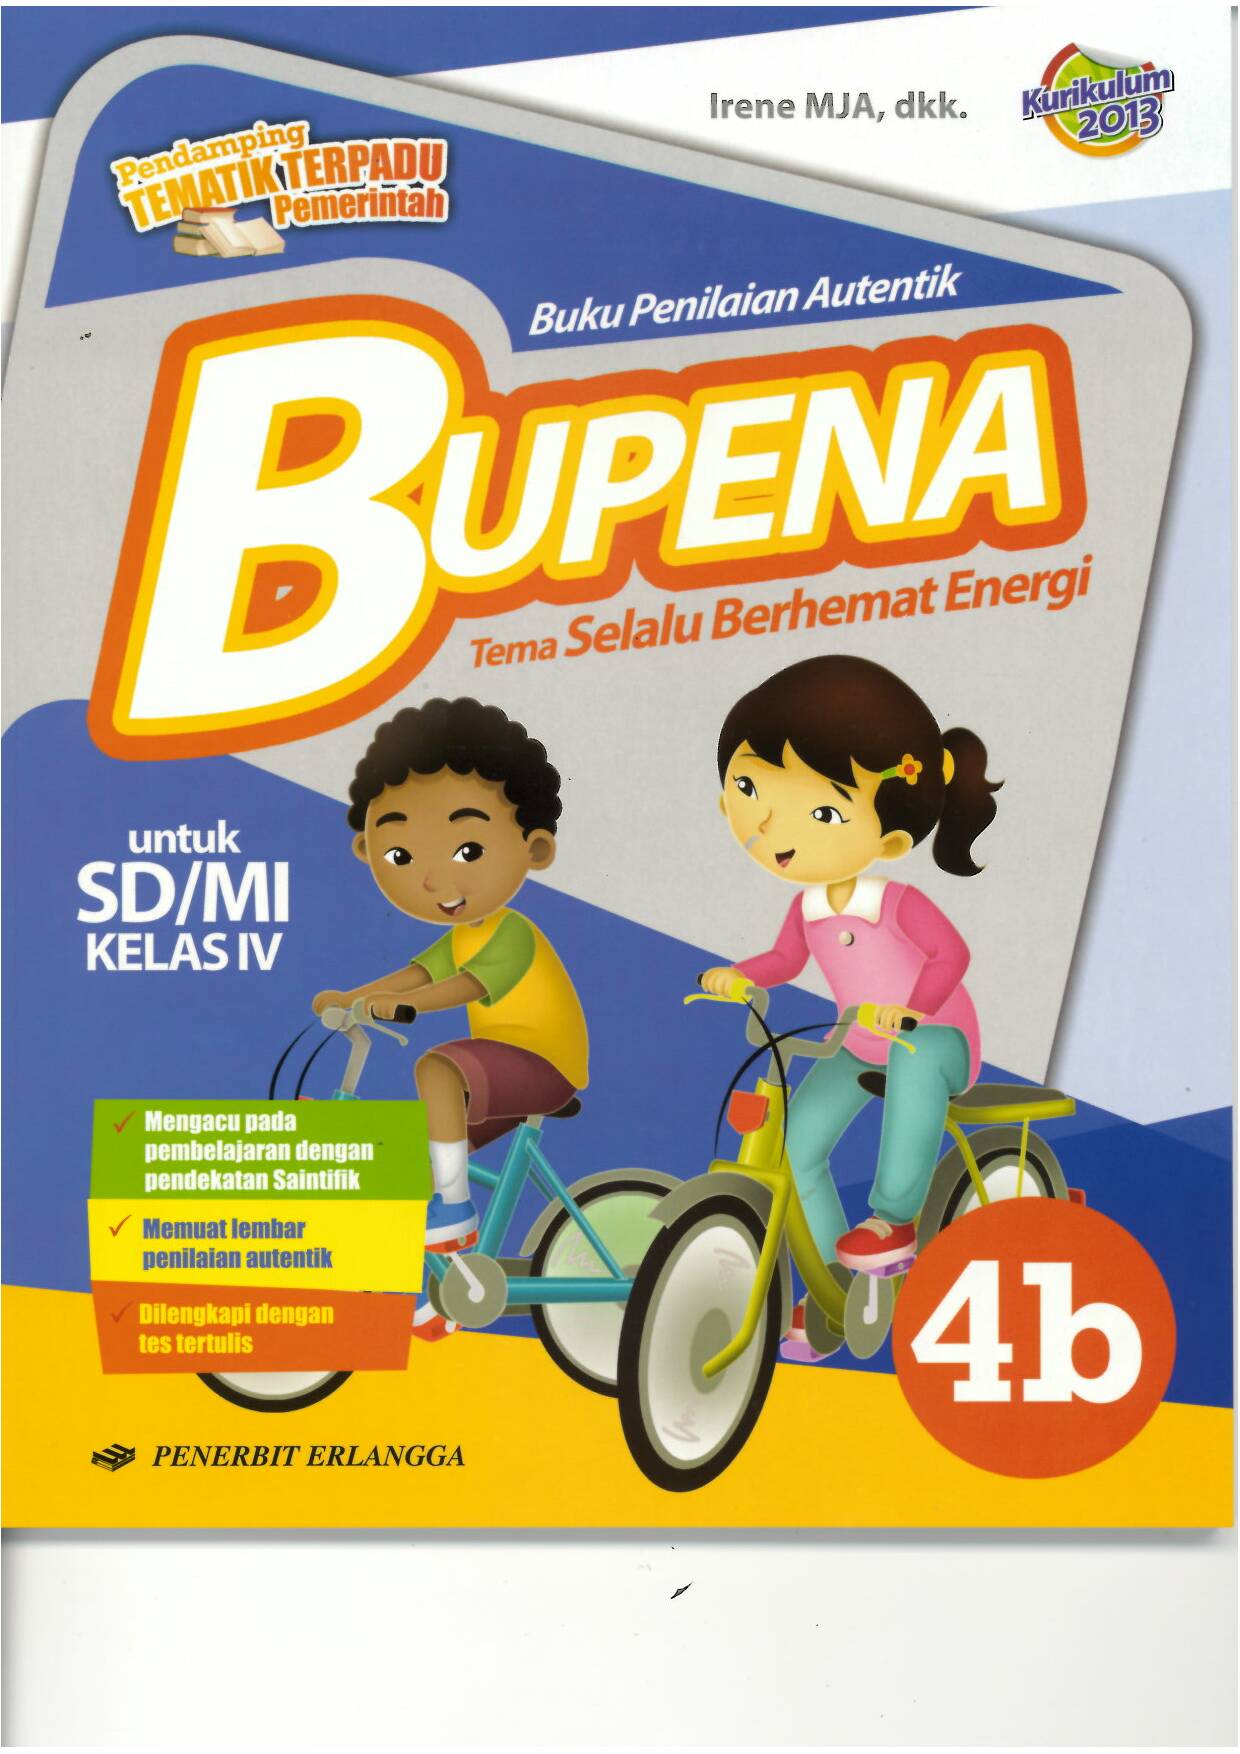 Irene MJA, dkk.
Kurikulum
2013
Pendamping
TEMATIK TERPADU
Pemerintah
Buku Penilaian Autentik
BUPENA
Tema Selalu Berhemat Energi
untuk
SD/MI
KELAS IV
✓ Mengacu pada
pembelajaran dengan
pendekatan Saintifik
✓ Memuat lembar
penilaian autentik
✓ Dilengkapi dengan
tes tertulis
4b
PENERBIT ERLANGGA